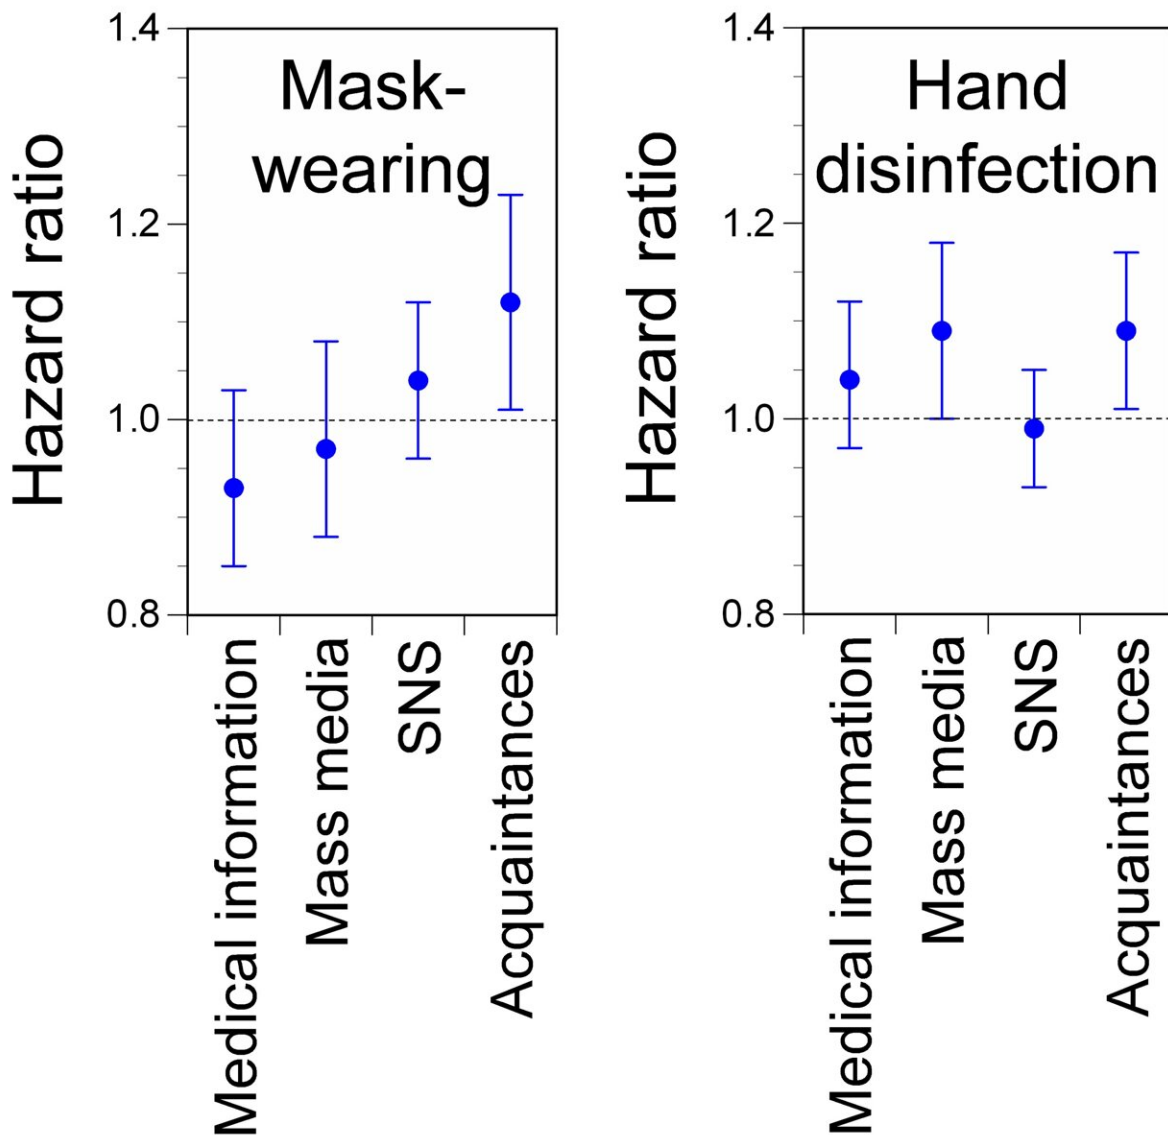 Mask-
wearing
Hazard ratio
1.4
1.2
1.0
0.8
Medical information
Mass media
SNS
Acquaintances
Hand
disinfection
Hazard ratio
1.4
1.2
1.0
0.8
Medical information
Mass media
SNS
Acquaintances